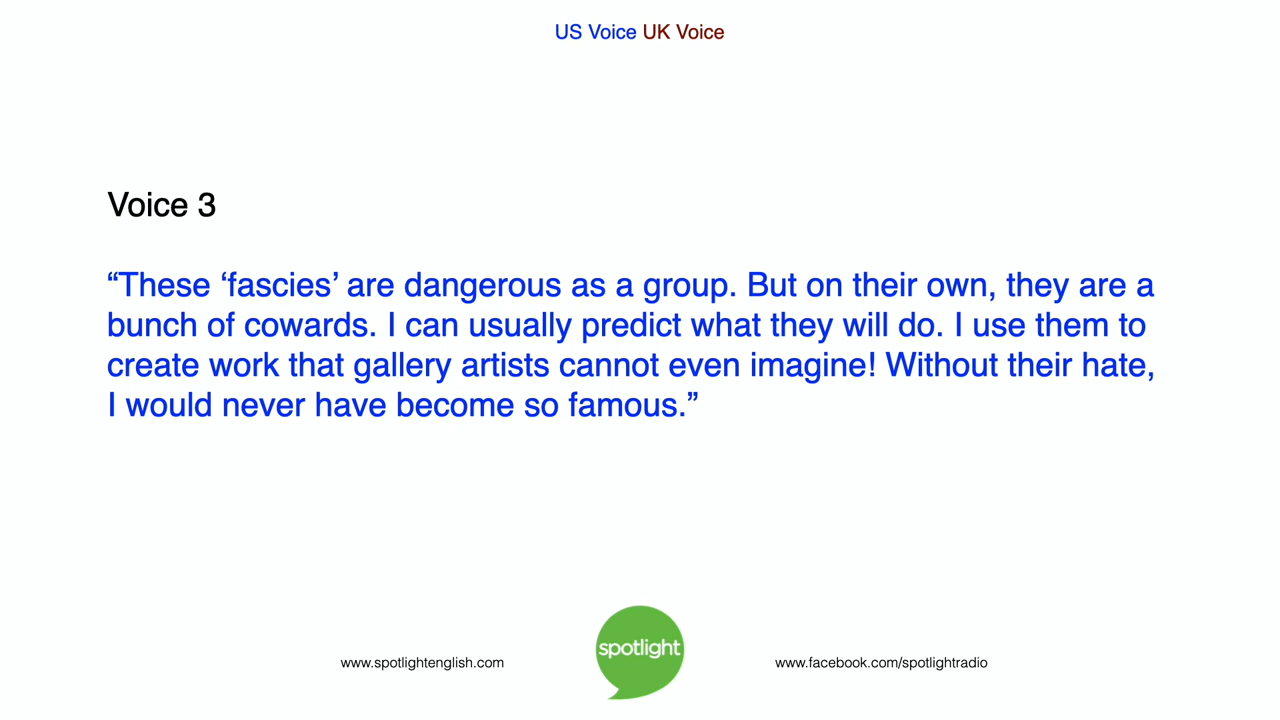 US Voice UK Voice
Voice 3
“These ‘fascies’ are dangerous as a group. But on their own, they are a
bunch of cowards. I can usually predict what they will do. I use them to
create work that gallery artists cannot even imagine! Without their hate,
I would never have become so famous.”
spotlight
www.spotlightenglish.com
www.facebook.com/spotlightradio